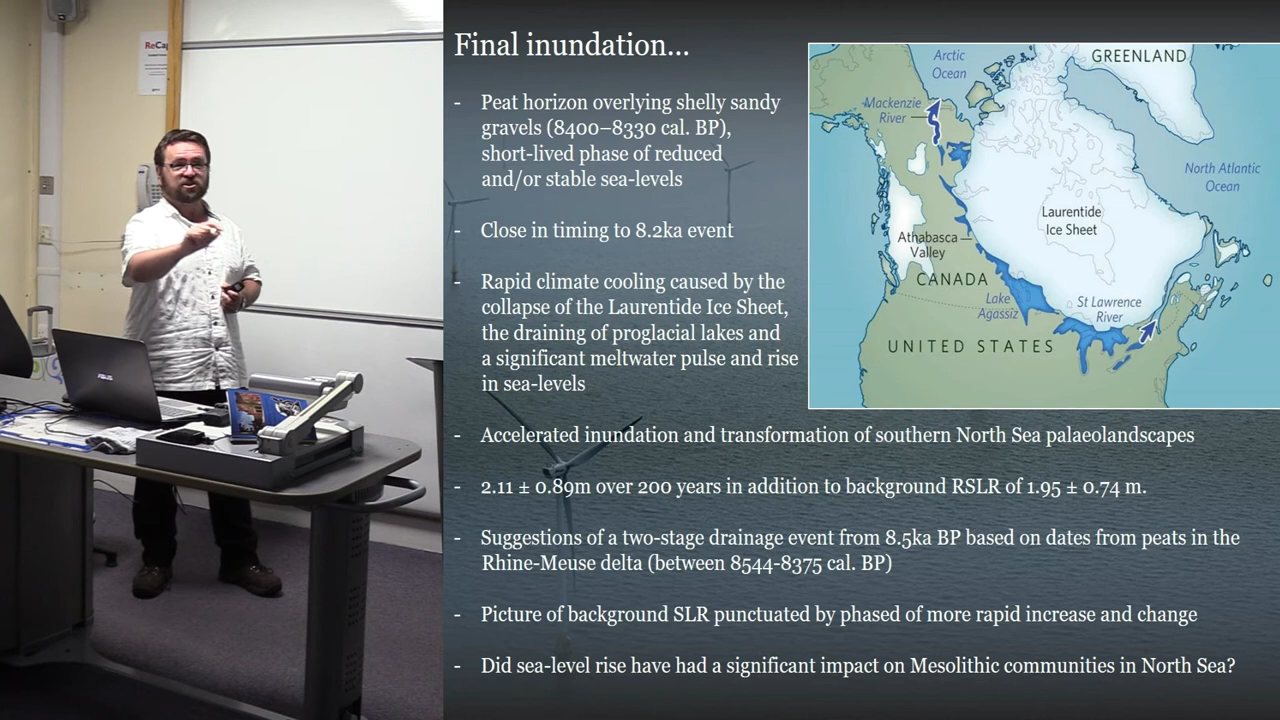 ReCap
Final inundation...
- Peat horizon overlying shelly sandy
gravels (8400–8330 cal. BP),
short-lived phase of reduced
and/or stable sea-levels
- Close in timing to 8.2ka event
- Rapid climate cooling caused by the
collapse of the Laurentide Ice Sheet,
the draining of proglacial lakes and
a significant meltwater pulse and rise
in sea-levels
- Accelerated inundation and transformation of southern North Sea palaeolandscapes
- 2.11 ± 0.89m over 200 years in addition to background RSLR of 1.95 ± 0.74 m.
- Suggestions of a two-stage drainage event from 8.5ka BP based on dates from peats in the
Rhine-Meuse delta (between 8544-8375 cal. BP)
- Picture of background SLR punctuated by phased of more rapid increase and change
- Did sea-level rise have had a significant impact on Mesolithic communities in North Sea?
GREENLAND
Arctic
Ocean
Mackenzie
River
North Atlantic
Ocean
Laurentide
Ice Sheet
Athabasca
Valley
CANADA
Lake
Agassiz
St Lawrence
River
UNITED STATES
ASUS